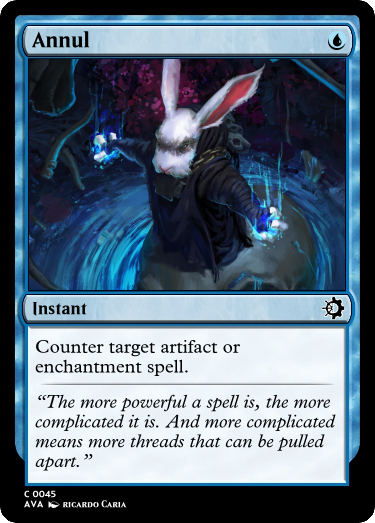 Annul
Instant
Counter target artifact or
enchantment spell.
“The more powerful a spell is, the more
complicated it is. And more complicated
means more threads that can be pulled
apart.”
C 0045
AVA RICARDO CARIA